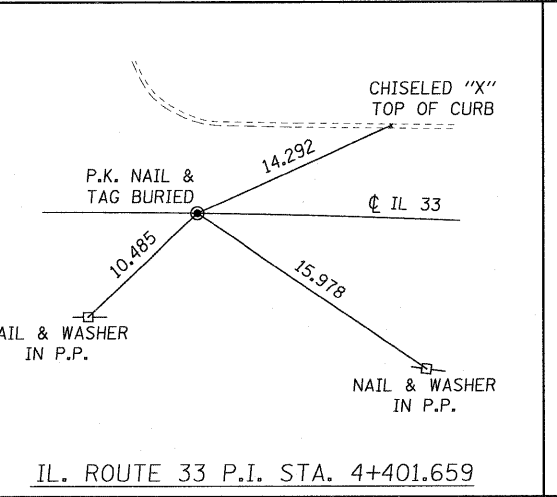 CHISELED "X"
TOP OF CURB
14.292
P.K. NAIL &
TAG BURIED
℄ IL 33
10.485
15.978
AIL & WASHER
IN P.P.
NAIL & WASHER
IN P.P.
IL. ROUTE 33 P.I. STA. 4+401.659